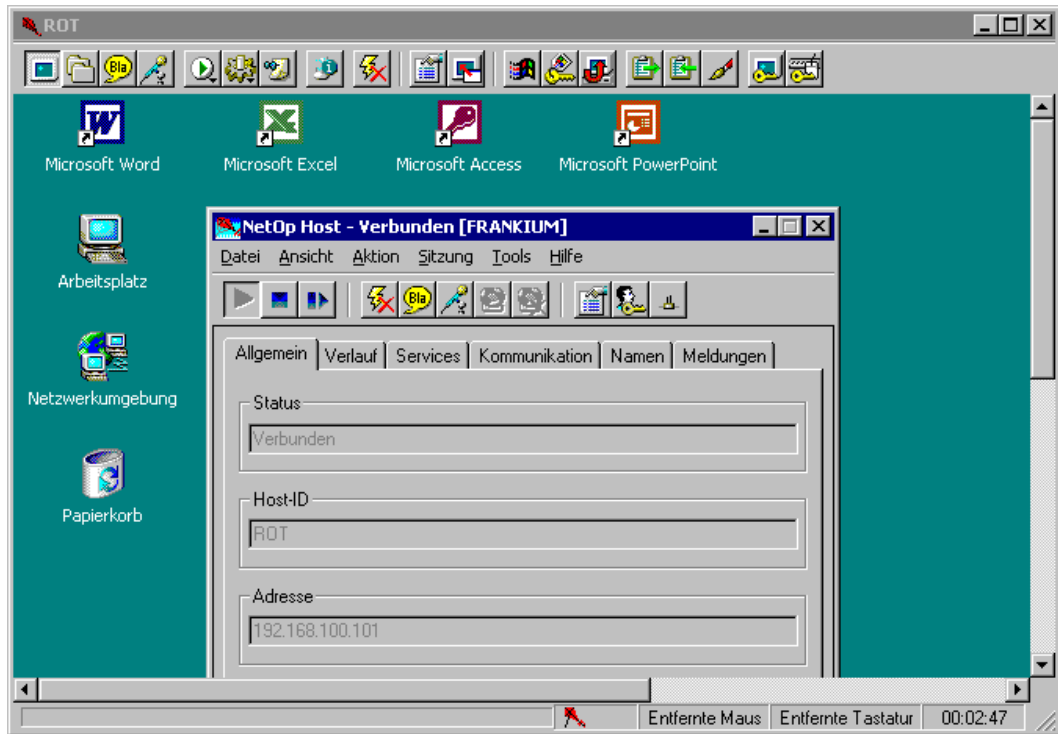 ROT
Bla
Microsoft Word
Microsoft Excel
Microsoft Access
Microsoft PowerPoint
Arbeitsplatz
Netzwerkumgebung
Papierkorb
NetOp Host - Verbunden [FRANKIUM]
Datei Ansicht Aktion Sitzung Tools Hilfe
Bla
Allgemein Verlauf Services Kommunikation Namen Meldungen
Status
Verbunden
Host-ID
ROT
Adresse
192.168.100.101
Entfernte Maus Entfernte Tastatur 00:02:47